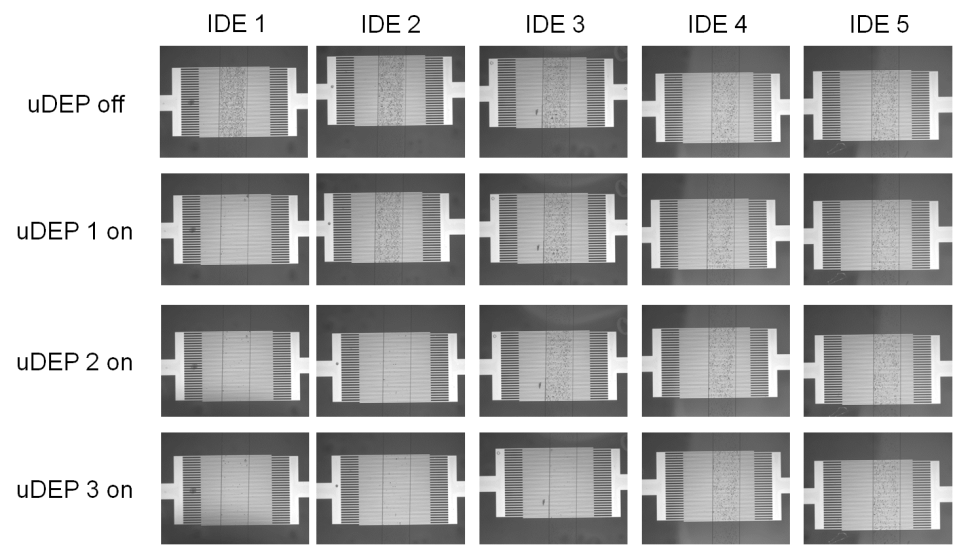 IDE 1 IDE 2 IDE 3 IDE 4 IDE 5
uDEP off
uDEP 1 on
uDEP 2 on
uDEP 3 on